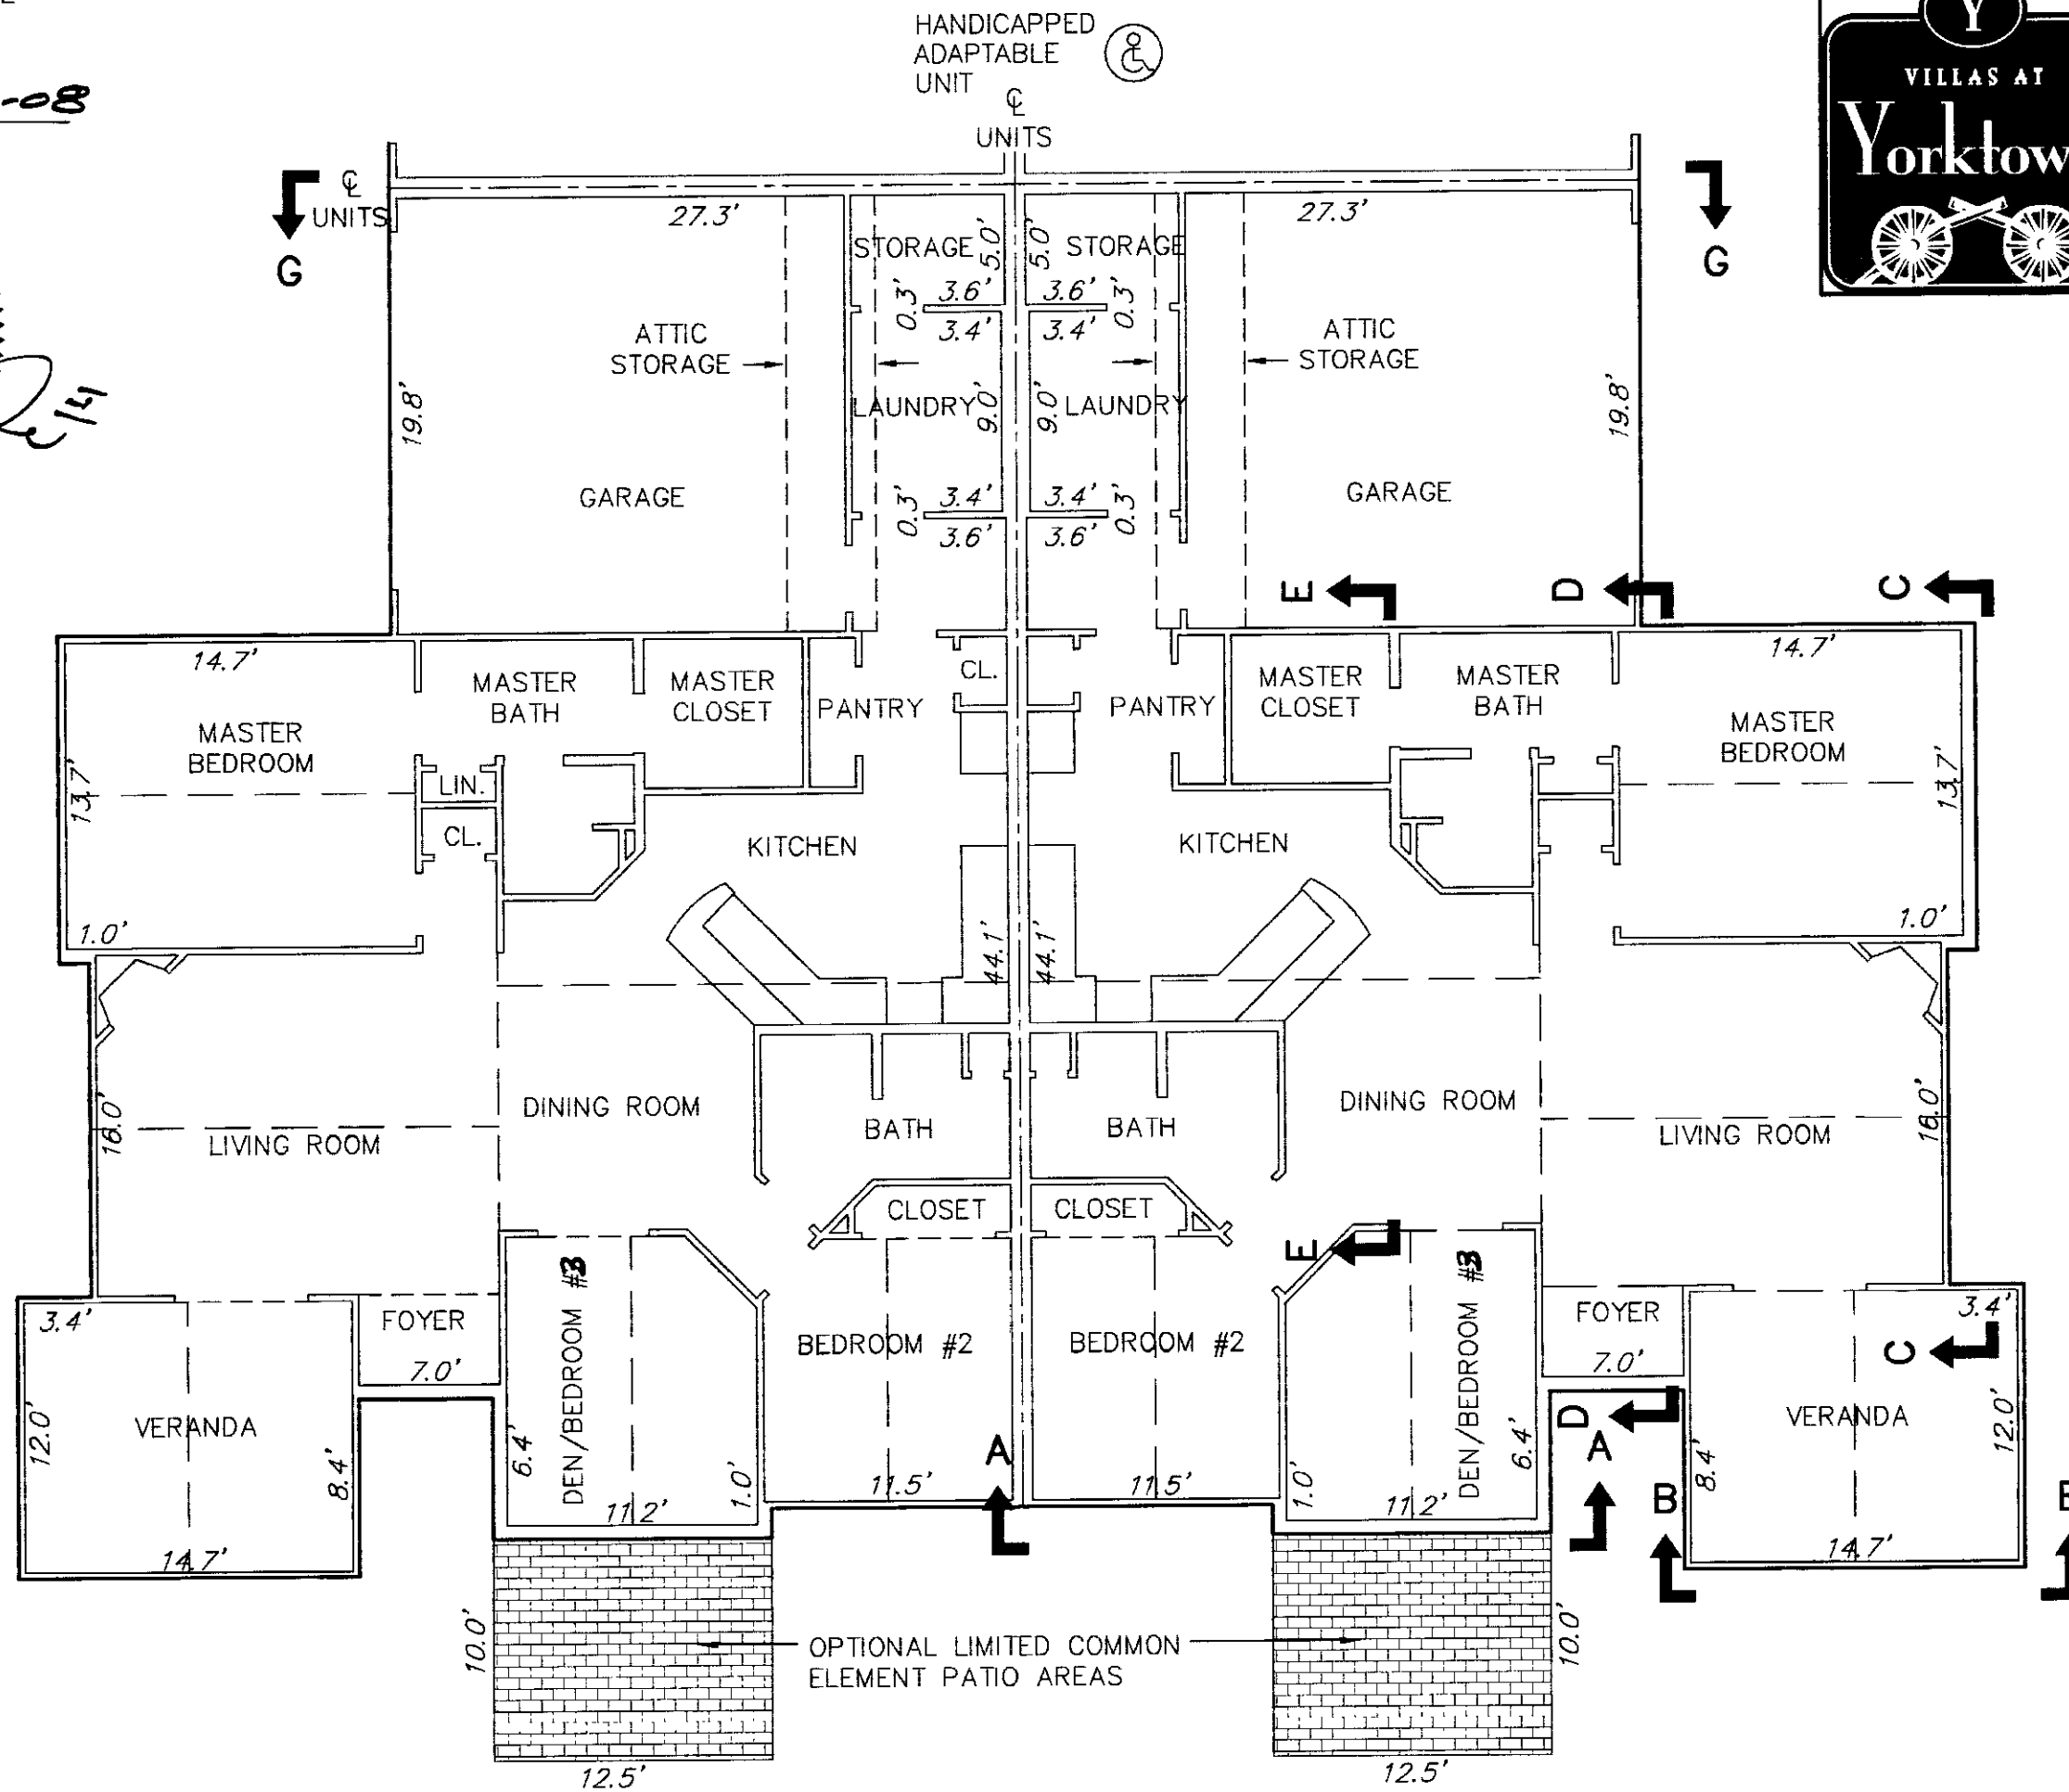 HANDICAPPED
ADAPTABLE
UNIT
℄
UNITS
-08
VILLAS AT
Y
Yorktow
G
℄
UNITS
27.3'
STORAGE
5.0'
5.0'
STORAGE
27.3'
G
0.3'
3.6'
3.6'
0.3'
3.4'
3.4'
ATTIC
STORAGE
ATTIC
STORAGE
19.8'
LAUNDRY
9.0'
9.0'
LAUNDRY
19.8'
GARAGE
0.3'
3.4'
3.4'
0.3'
GARAGE
3.6'
3.6'
E
D
C
14.7'
MASTER
BATH
MASTER
CLOSET
PANTRY
CL.
PANTRY
MASTER
CLOSET
MASTER
BATH
14.7'
MASTER
BEDROOM
MASTER
BEDROOM
13.7'
LIN.
13.7'
CL.
KITCHEN
KITCHEN
1.0'
44.1'
44.1'
1.0'
16.0'
LIVING ROOM
DINING ROOM
BATH
BATH
DINING ROOM
LIVING ROOM
16.0'
CLOSET
CLOSET
E
3.4'
FOYER
7.0'
DEN/BEDROOM #3
BEDROOM #2
BEDROOM #2
DEN/BEDROOM #3
FOYER
7.0'
3.4'
C
12.0'
VERANDA
8.4'
6.4'
1.0'
11.5'
A
11.5'
1.0'
6.4'
D
A
8.4'
VERANDA
12.0'
11.2'
11.2'
B
14.7'
14.7'
10.0'
OPTIONAL LIMITED COMMON
ELEMENT PATIO AREAS
10.0'
12.5'
12.5'